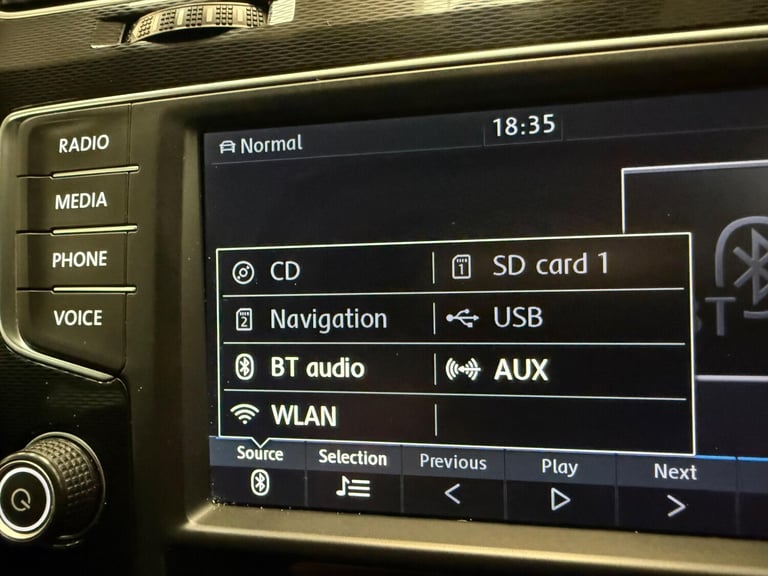 RADIO
MEDIA
PHONE
VOICE
Normal
18:35
CD
SD card 1
Navigation
USB
BT audio
AUX
WLAN
Source
Selection
Previous
Play
Next